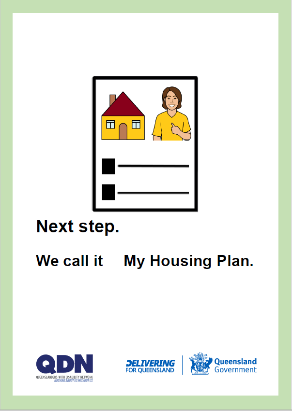 Next step.
We call it My Housing Plan.
QDN
DELIVERING
FOR QUEENSLAND
Queensland
Government